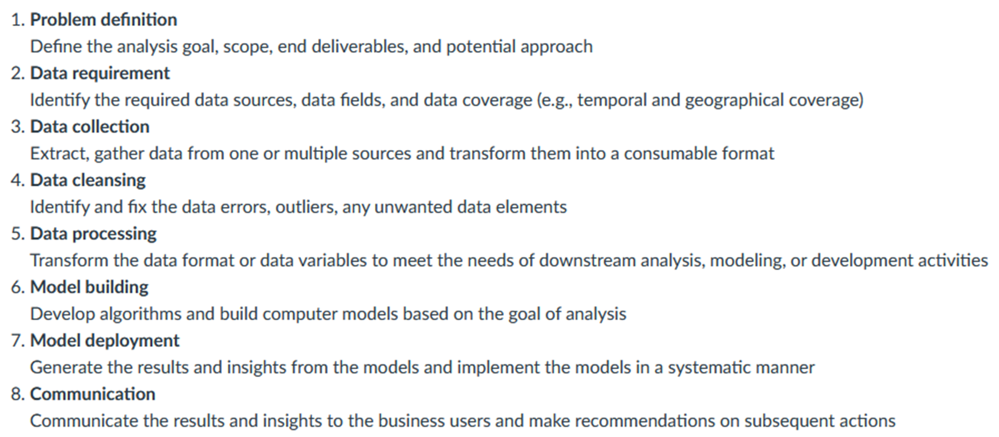 1. Problem definition
Define the analysis goal, scope, end deliverables, and potential approach
2. Data requirement
Identify the required data sources, data fields, and data coverage (e.g., temporal and geographical coverage)
3. Data collection
Extract, gather data from one or multiple sources and transform them into a consumable format
4. Data cleansing
Identify and fix the data errors, outliers, any unwanted data elements
5. Data processing
Transform the data format or data variables to meet the needs of downstream analysis, modeling, or development activities
6. Model building
Develop algorithms and build computer models based on the goal of analysis
7. Model deployment
Generate the results and insights from the models and implement the models in a systematic manner
8. Communication
Communicate the results and insights to the business users and make recommendations on subsequent actions